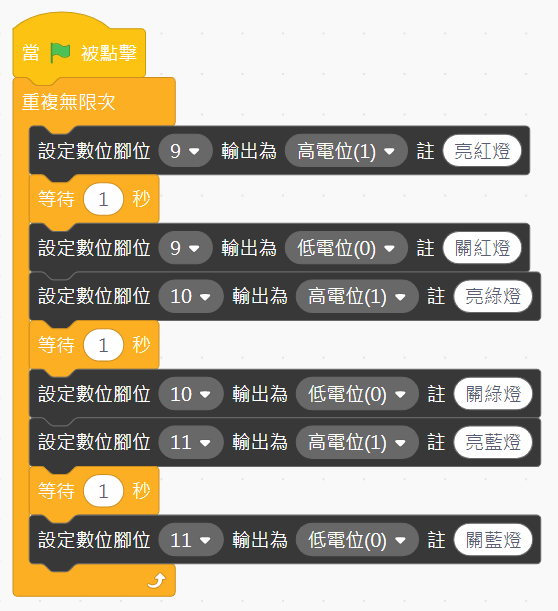 當 被點擊
重複無限次
設定數位腳位 9 輸出為 高電位(1) 註 亮紅燈
等待 1 秒
設定數位腳位 9 輸出為 低電位(0) 註 關紅燈
設定數位腳位 10 輸出為 高電位(1) 註 亮綠燈
等待 1 秒
設定數位腳位 10 輸出為 低電位(0) 註 關綠燈
設定數位腳位 11 輸出為 高電位(1) 註 亮藍燈
等待 1 秒
設定數位腳位 11 輸出為 低電位(0) 註 關藍燈